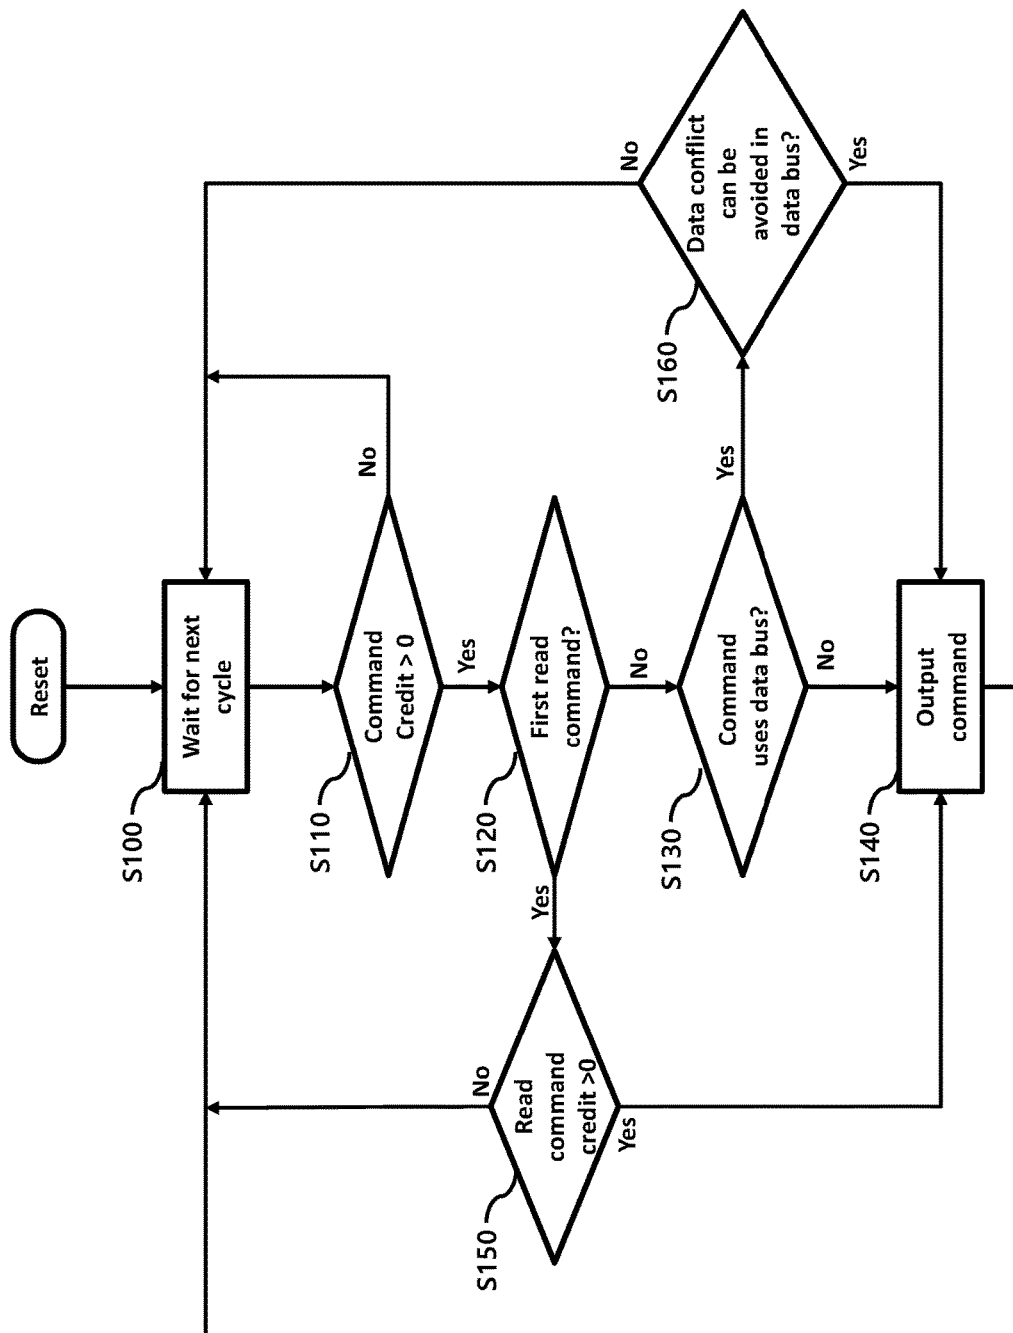 Reset
S100
Wait for next
cycle
S110
Command
Credit > 0
No
Yes
S120
First read
command?
Yes
No
S150
Read
command
credit >0
No
Yes
S130
Command
uses data bus?
Yes
No
S160
Data conflict
can be
avoided in
data bus?
No
Yes
S140
Output
command